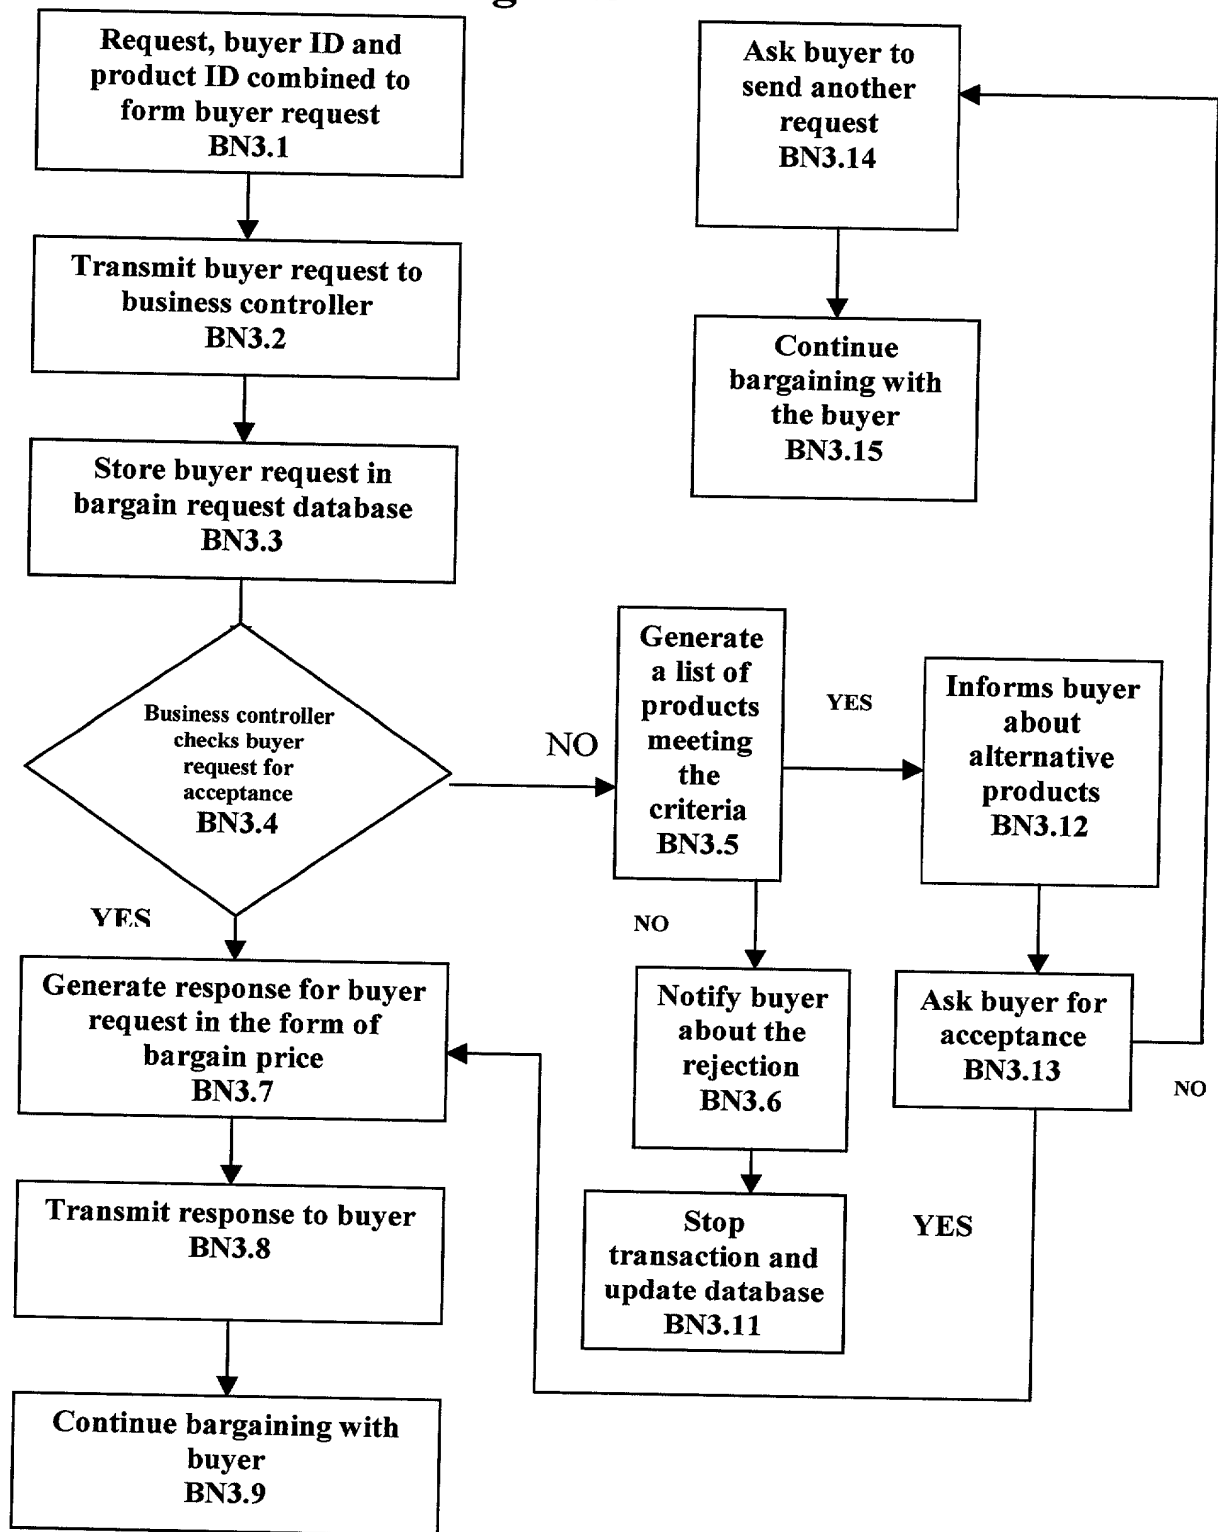 Request, buyer ID and
product ID combined to
form buyer request
BN3.1
Transmit buyer request to
business controller
BN3.2
Store buyer request in
bargain request database
BN3.3
Business controller
checks buyer
request for
acceptance
BN3.4
YES
NO
Generate response for buyer
request in the form of
bargain price
BN3.7
Transmit response to buyer
BN3.8
Continue bargaining with
buyer
BN3.9
Generate
a list of
products
meeting
the
criteria
BN3.5
YES
NO
Notify buyer
about the
rejection
BN3.6
Stop
transaction and
update database
BN3.11
Informs buyer
about
alternative
products
BN3.12
Ask buyer for
acceptance
BN3.13
NO
YES
Ask buyer to
send another
request
BN3.14
Continue
bargaining with
the buyer
BN3.15